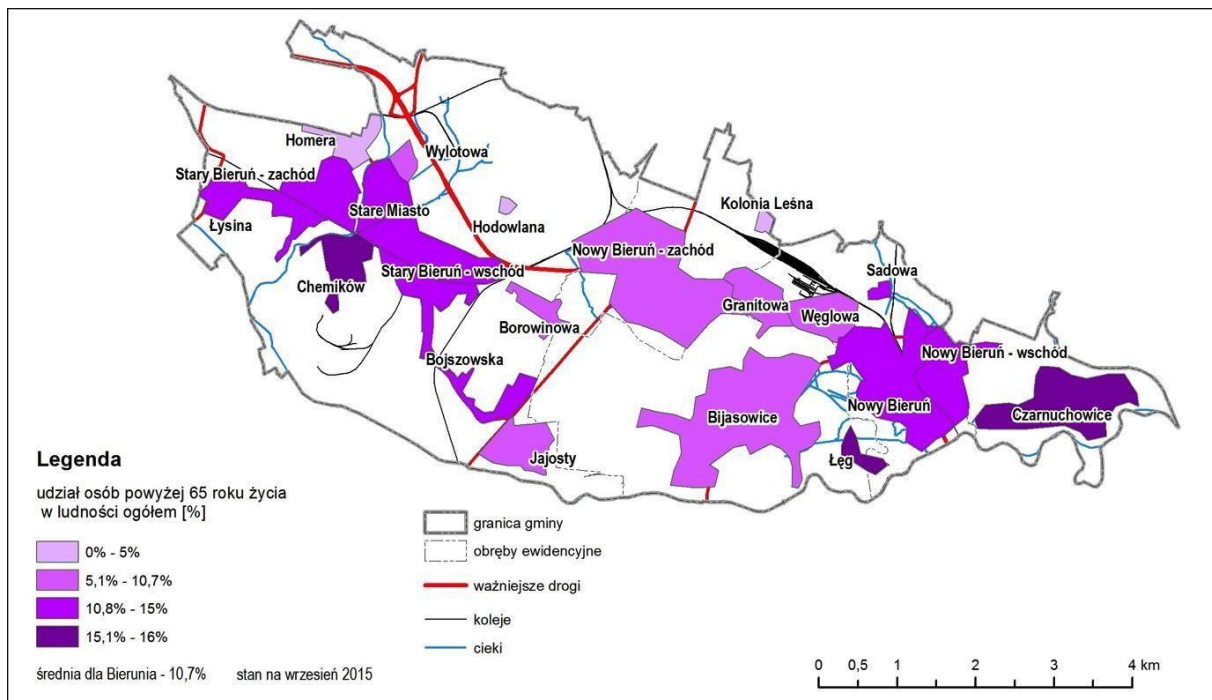 Homera
Wylotowa
Stary Bieruń - zachód
Kolonia Leśna
Łysina
Stare Miasto
Hodowlana
Nowy Bieruń - zachód
Sadowa
Stary Bieruń - wschód
Chemików
Granitowa
Węglowa
Borowinowa
Nowy Bieruń - wschód
Bojszowska
Nowy Bieruń
Bijasowice
Czarnuchowice
Jajosty
Łęg
Legenda
udział osób powyżej 65 roku życia
w ludności ogółem [%]
0% - 5%
5,1% - 10,7%
10,8% - 15%
15,1% - 16%
średnia dla Bierunia - 10,7% stan na wrzesień 2015
granica gminy
obręby ewidencyjne
ważniejsze drogi
koleje
cieki
0 0,5 1 2 3 4 km